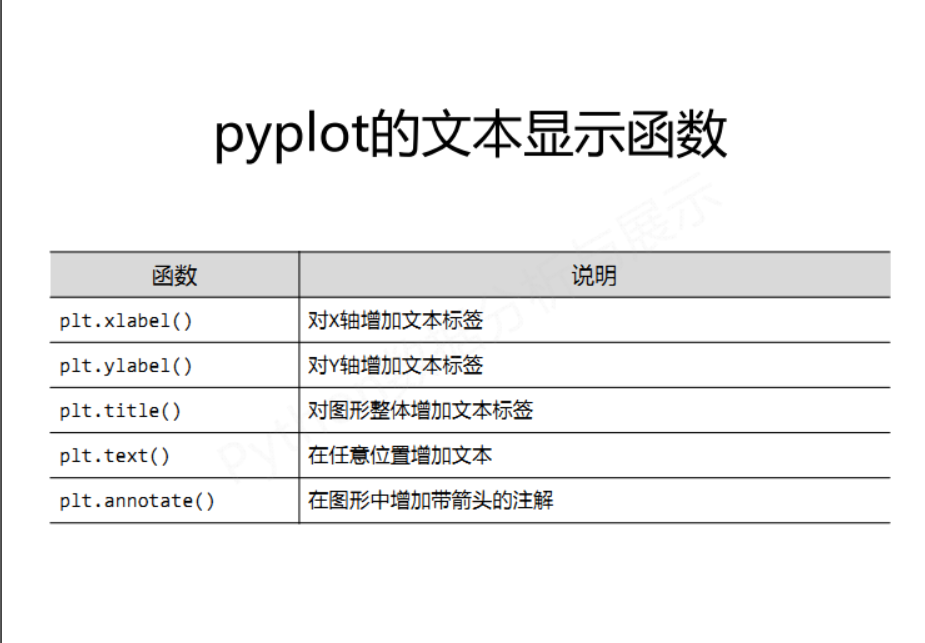 pyplot的文本显示函数
函数 说明
plt.xlabel() 对X轴增加文本标签
plt.ylabel() 对Y轴增加文本标签
plt.title() 对图形整体增加文本标签
plt.text() 在任意位置增加文本
plt.annotate() 在图形中增加带箭头的注解